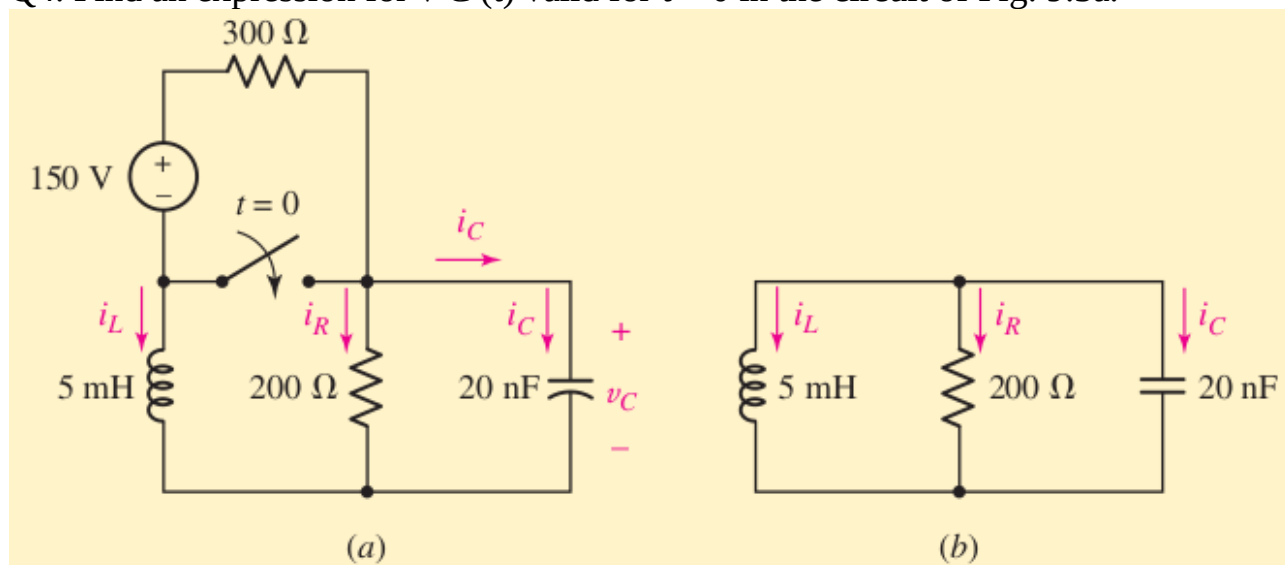 300 Ω
150 V
+
−
t = 0
i_C
i_L
i_R
i_C
+
5 mH
200 Ω
20 nF
v_C
−
(a)
i_L
i_R
i_C
5 mH
200 Ω
20 nF
(b)